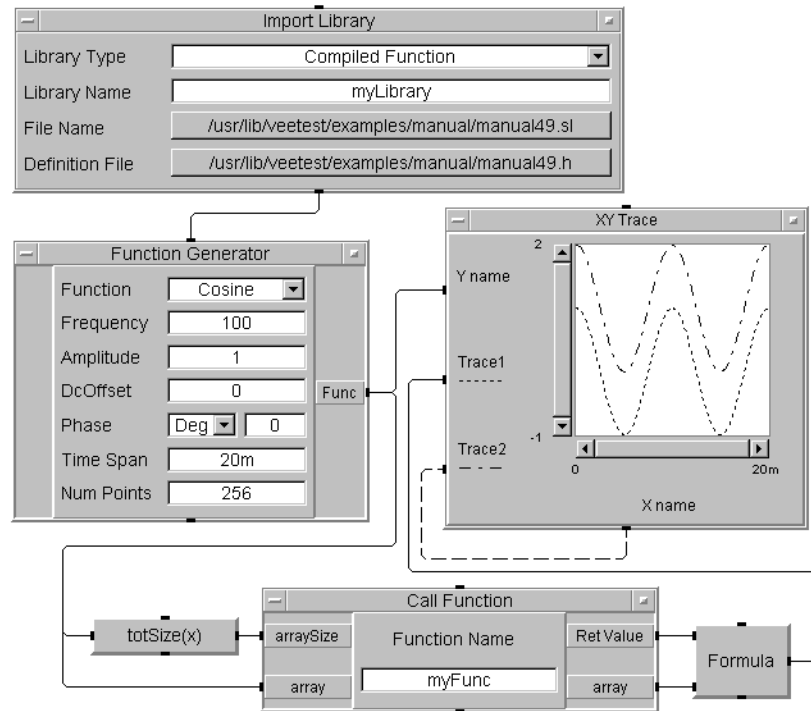 Import Library
Library Type Compiled Function
Library Name myLibrary
File Name /usr/lib/veetest/examples/manual/manual49.sl
Definition File /usr/lib/veetest/examples/manual/manual49.h
Function Generator
Function Cosine
Frequency 100
Amplitude 1
DcOffset 0
Phase Deg 0
Time Span 20m
Num Points 256
Func
XY Trace
Y name
Trace1
Trace2
2
-1
0 20m
X name
totSize(x)
Call Function
arraySize Function Name Ret Value
array myFunc array
Formula